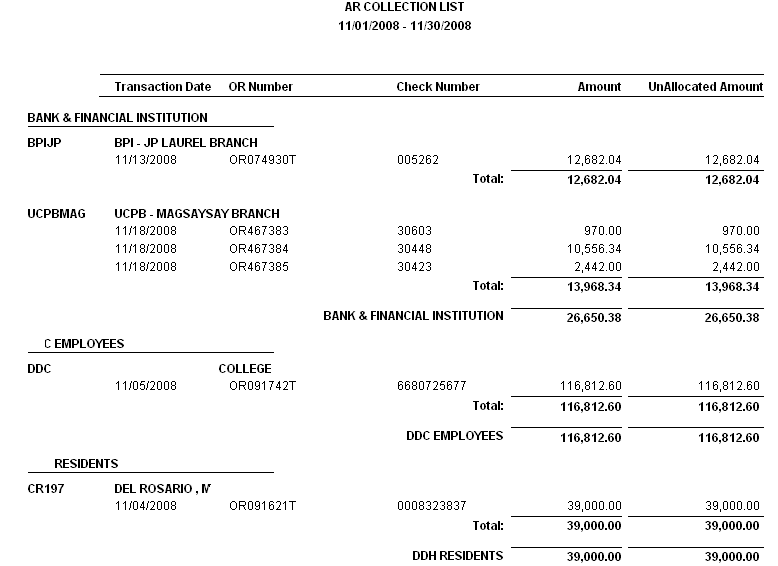 AR COLLECTION LIST
11/01/2008 - 11/30/2008
Transaction Date OR Number Check Number Amount UnAllocated Amount
BANK & FINANCIAL INSTITUTION
BPIJP BPI - JP LAUREL BRANCH
11/13/2008 OR074930T 005262 12,682.04 12,682.04
Total: 12,682.04 12,682.04
UCPBMAG UCPB - MAGSAYSAY BRANCH
11/18/2008 OR467383 30603 970.00 970.00
11/18/2008 OR467384 30448 10,556.34 10,556.34
11/18/2008 OR467385 30423 2,442.00 2,442.00
Total: 13,968.34 13,968.34
BANK & FINANCIAL INSTITUTION 26,650.38 26,650.38
C EMPLOYEES
DDC COLLEGE
11/05/2008 OR091742T 6680725677 116,812.60 116,812.60
Total: 116,812.60 116,812.60
DDC EMPLOYEES 116,812.60 116,812.60
RESIDENTS
CR197 DEL ROSARIO ,
11/04/2008 OR091621T 0008323837 39,000.00 39,000.00
Total: 39,000.00 39,000.00
DDH RESIDENTS 39,000.00 39,000.00